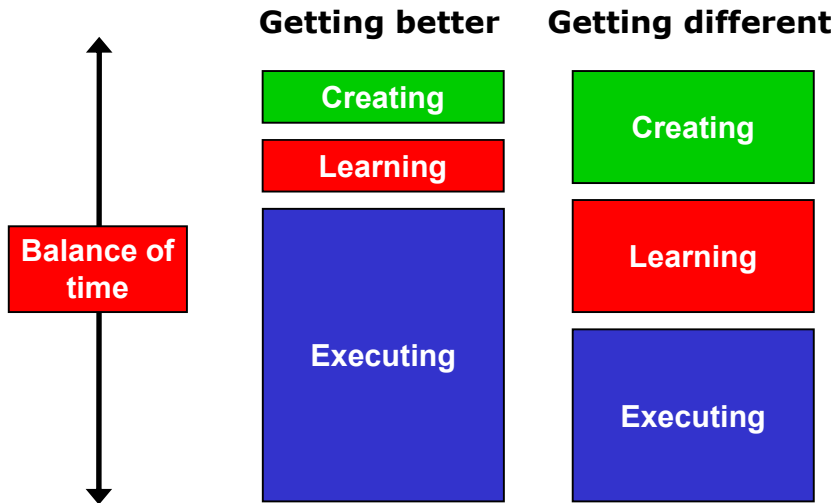 Getting better
Getting different
Creating
Learning
Executing
Creating
Learning
Executing
Balance of
time